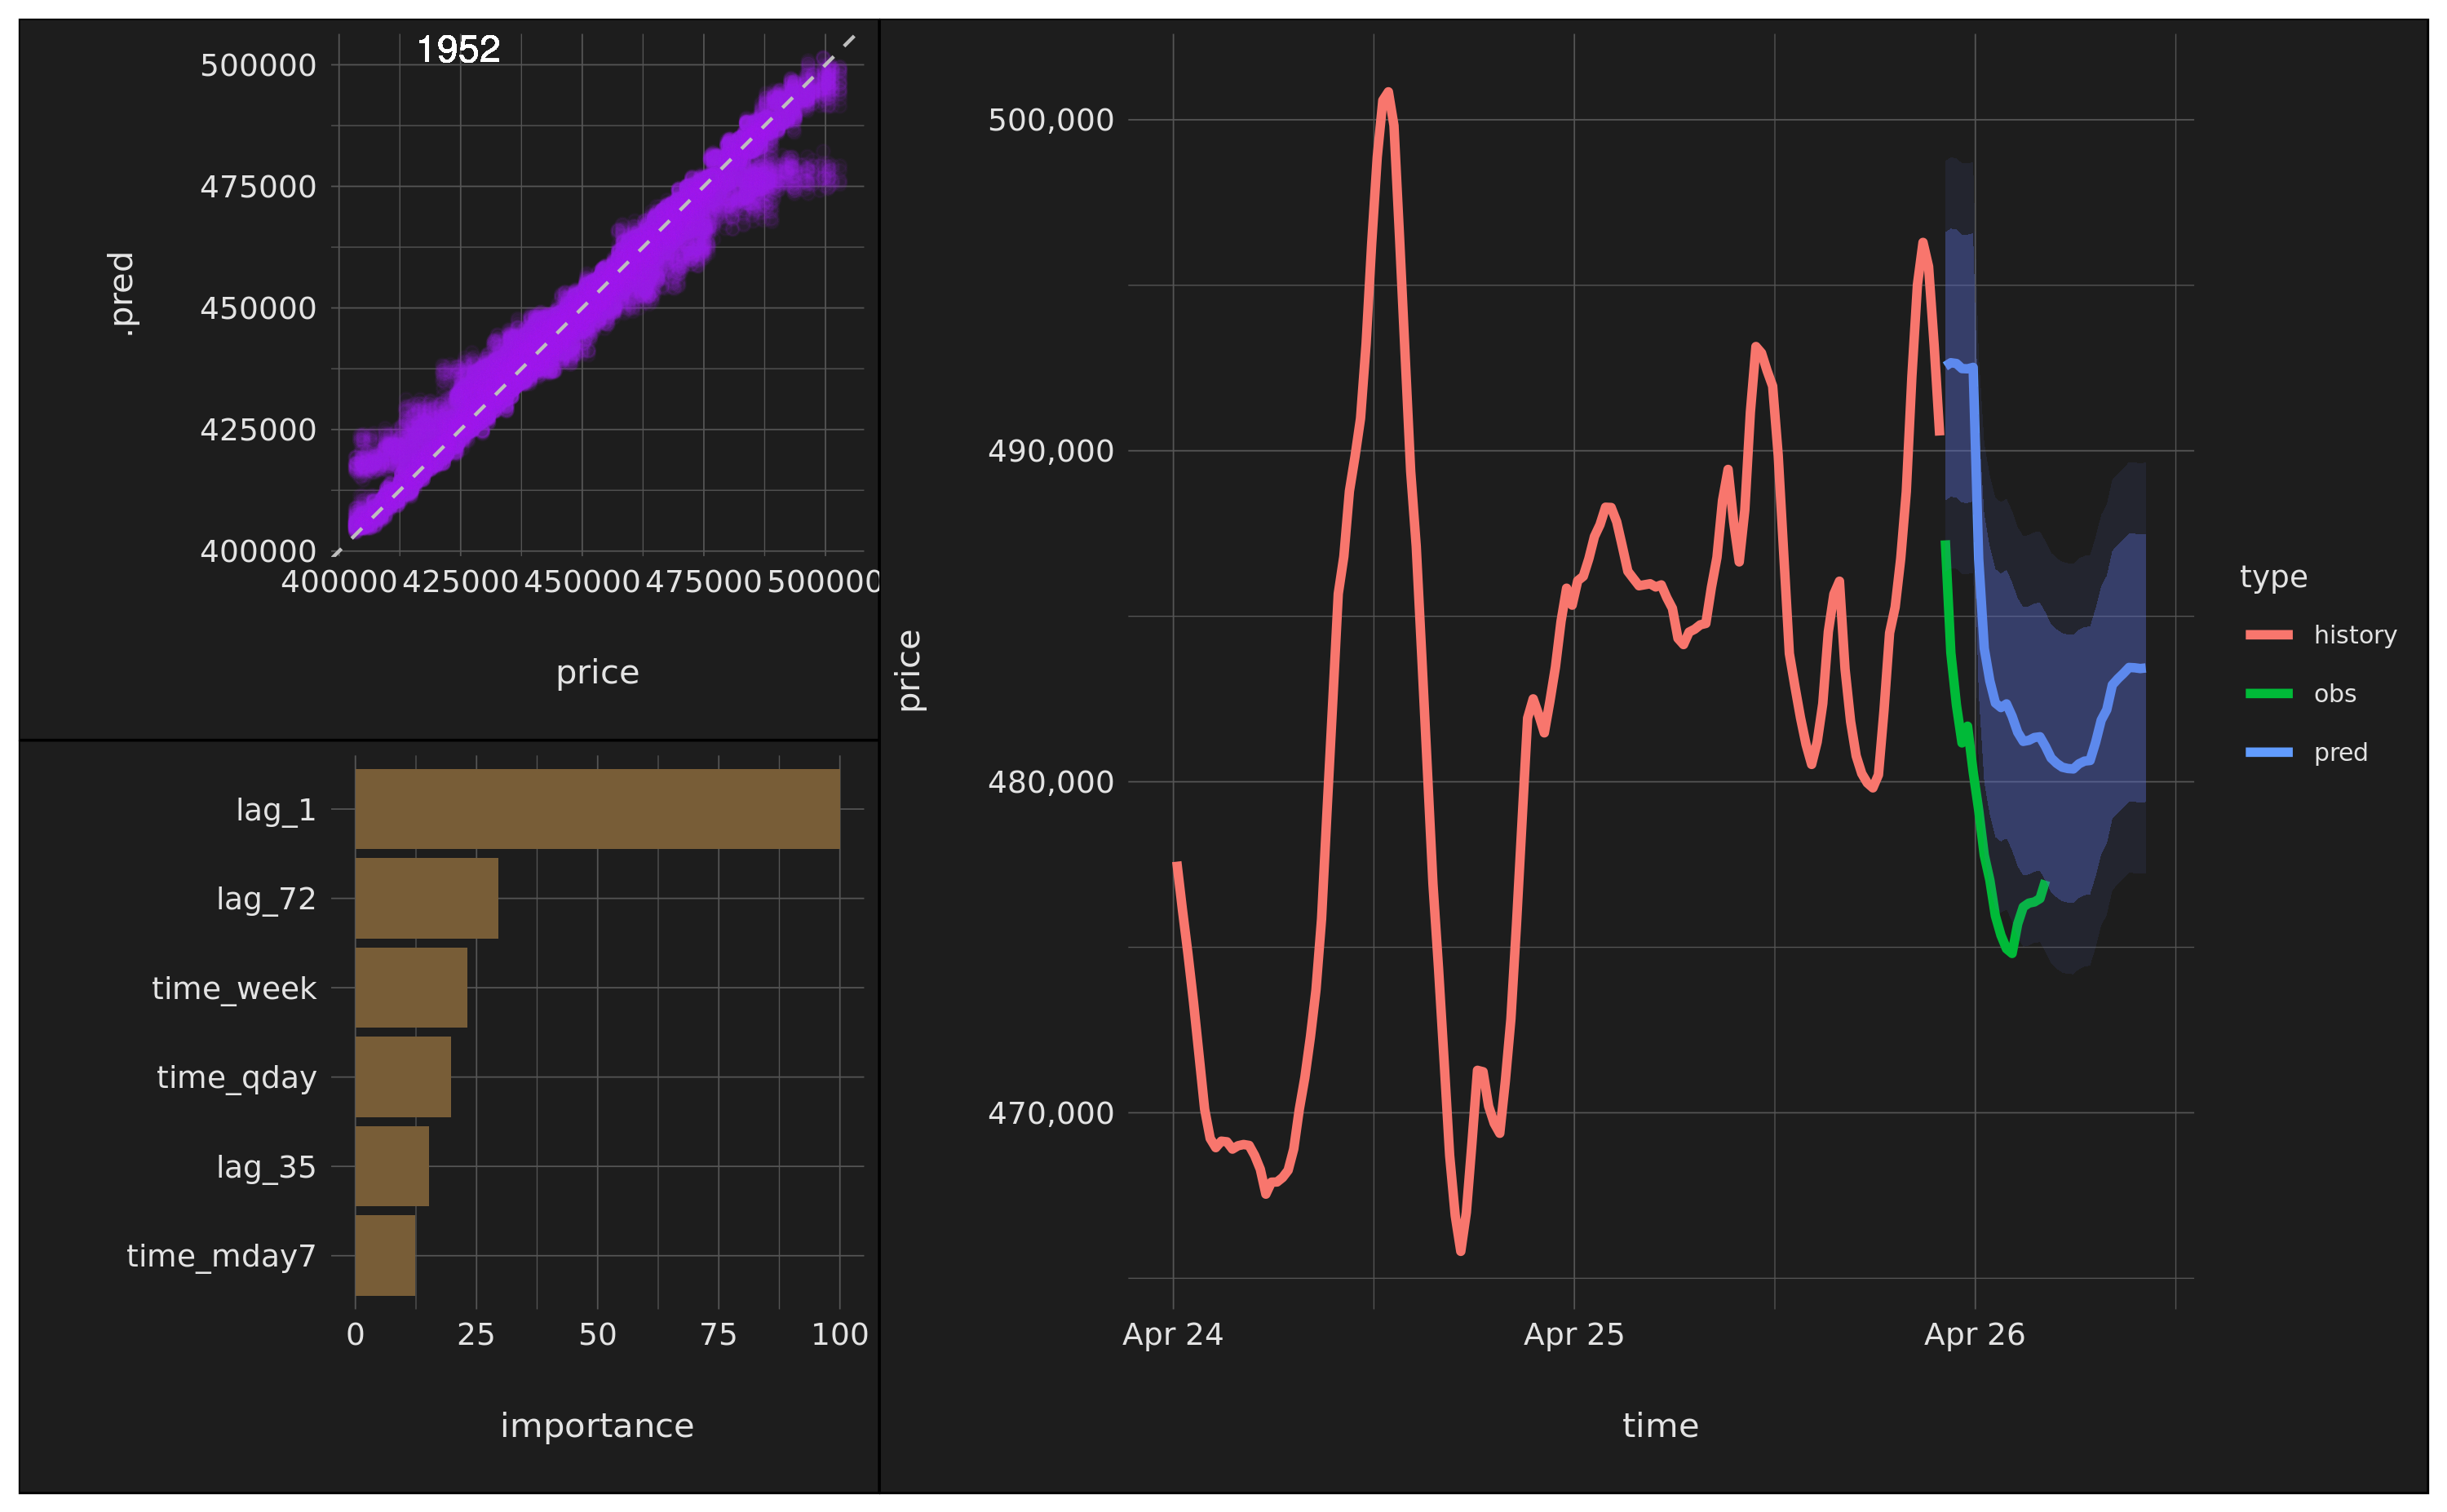 1952
500000
475000
450000
425000
400000
.pred
400000 425000 450000 475000 500000
price
lag_1
lag_72
time_week
time_qday
lag_35
time_mday7
0 25 50 75 100
importance
500,000
490,000
480,000
470,000
price
Apr 24 Apr 25 Apr 26
time
type
history
obs
pred